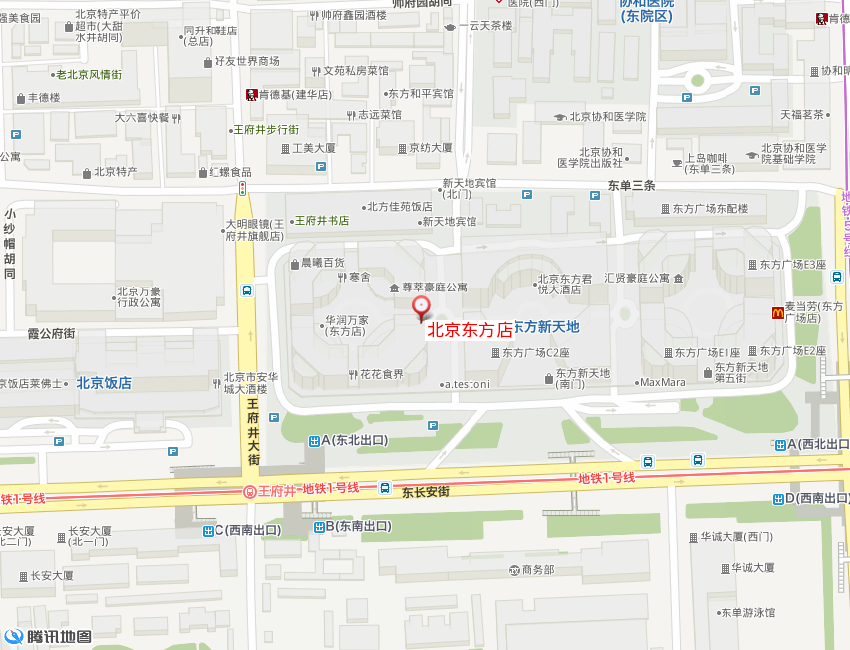 帅府园胡同
医院(西门)
协和医院
(东院区)
强美食园
北京特产平价
超市(大甜
水井胡同)
同升和鞋店
(总店)
帅府鑫园酒楼
一云天茶楼
肯德
好友世界商场
老北京风情街
文苑私房菜馆
协和明
丰德楼
肯德基(建华店)
东方和平宾馆
大六喜快餐
志远菜馆
北京协和医学院
天福茗茶
王府井步行街
公寓
工美大厦
京纺大厦
北京协和
医学院出版社
上岛咖啡
(东单三条)
北京协和医学
院基础学院
北京特产
红螺食品
新天地宾馆
(北门)
东单三条
地铁5号线
小纱帽胡同
大明眼镜(王
府井旗舰店)
王府井书店
北方佳苑饭店
新天地宾馆
东方广场东配楼
晨曦百货
寒舍
尊萃豪庭公寓
北京东方君
悦大酒店
汇贤豪庭公寓
东方广场E3座
北京万豪
行政公寓
华润万家
(东方店)
北京东方店
东方新天地
麦当劳(东方
广场店)
霞公府街
东方广场C2座
东方广场E1座
东方广场E2座
花花食界
a.tes:oni
东方新天地
(南门)
MaxMara
东方新天地
第五街
京饭店莱佛士
北京饭店
北京市安华
城大酒楼
王府井大街
A(东北出口)
A(西北出口)
铁1号线
王府井
地铁1号线
东长安街
地铁1号线
D(西南出口)
C(西南出口)
B(东南出口)
安大厦
北二门)
长安大厦
(北一门)
华诚大厦(西门)
长安大厦
商务部
华诚大厦
东单游泳馆
腾讯地图